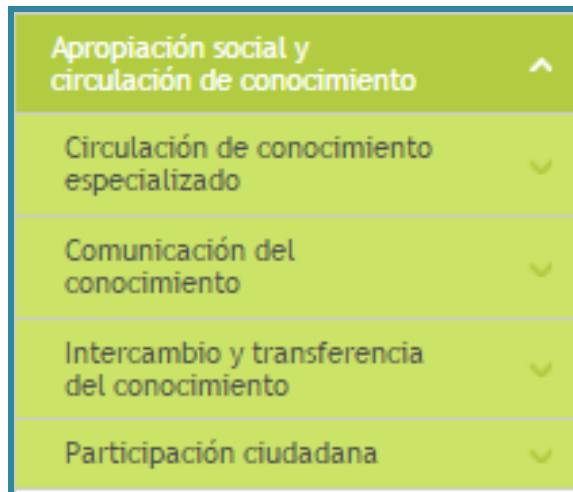 Apropiación social y
circulación de conocimiento
Circulación de conocimiento
especializado
Comunicación del
conocimiento
Intercambio y transferencia
del conocimiento
Participación ciudadana